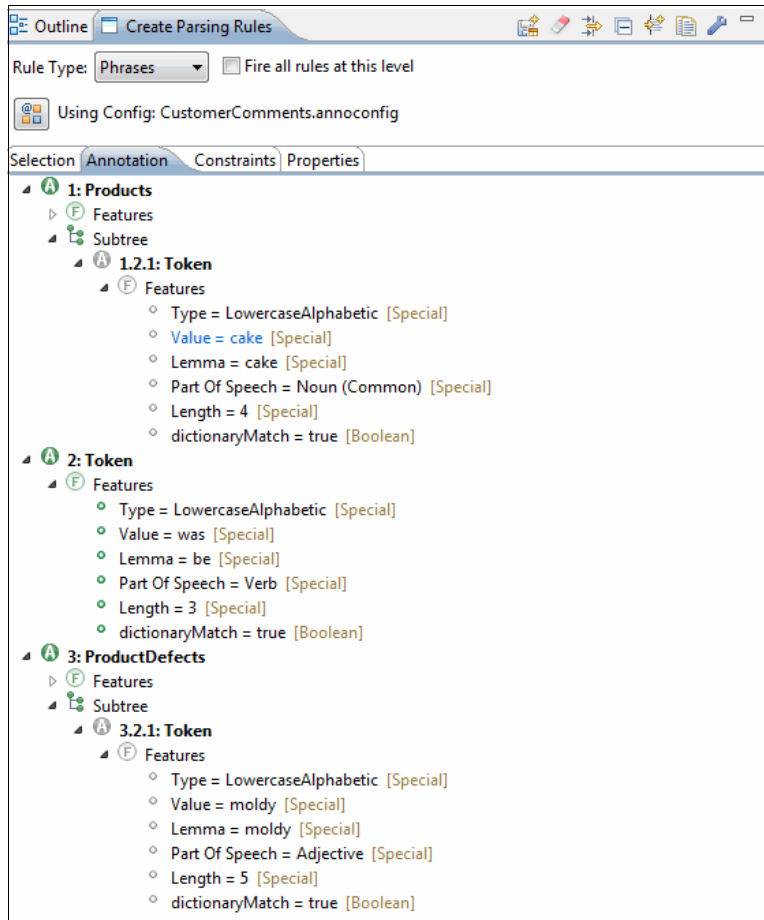 Outline Create Parsing Rules
Rule Type: Phrases Fire all rules at this level
Using Config: CustomerComments.annoconfig
Selection Annotation Constraints Properties
A 1: Products
F Features
Subtree
A 1.2.1: Token
F Features
Type = LowercaseAlphabetic [Special]
Value = cake [Special]
Lemma = cake [Special]
Part Of Speech = Noun (Common) [Special]
Length = 4 [Special]
dictionaryMatch = true [Boolean]
A 2: Token
F Features
Type = LowercaseAlphabetic [Special]
Value = was [Special]
Lemma = be [Special]
Part Of Speech = Verb [Special]
Length = 3 [Special]
dictionaryMatch = true [Boolean]
A 3: ProductDefects
F Features
Subtree
A 3.2.1: Token
F Features
Type = LowercaseAlphabetic [Special]
Value = moldy [Special]
Lemma = moldy [Special]
Part Of Speech = Adjective [Special]
Length = 5 [Special]
dictionaryMatch = true [Boolean]